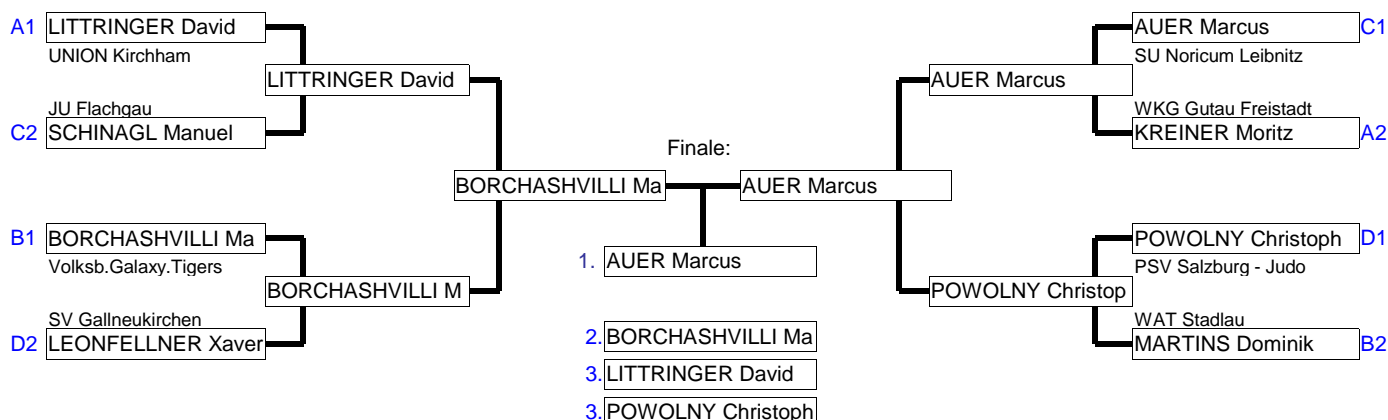 A1 LITTRINGER David
UNION Kirchham
LITTRINGER David
JU Flachgau
C2 SCHINAGL Manuel
BORCHASHVILLI Ma
B1 BORCHASHVILLI Ma
Volksb.Galaxy.Tigers
BORCHASHVILLI M
SV Gallneukirchen
D2 LEONFELLNER Xaver
Finale:
1. AUER Marcus
2. BORCHASHVILLI Ma
3. LITTRINGER David
3. POWOLNY Christoph
AUER Marcus
AUER Marcus C1
SU Noricum Leibnitz
AUER Marcus
WKG Gutau Freistadt
KREINER Moritz A2
POWOLNY Christoph D1
PSV Salzburg - Judo
POWOLNY Christop
WAT Stadlau
MARTINS Dominik B2